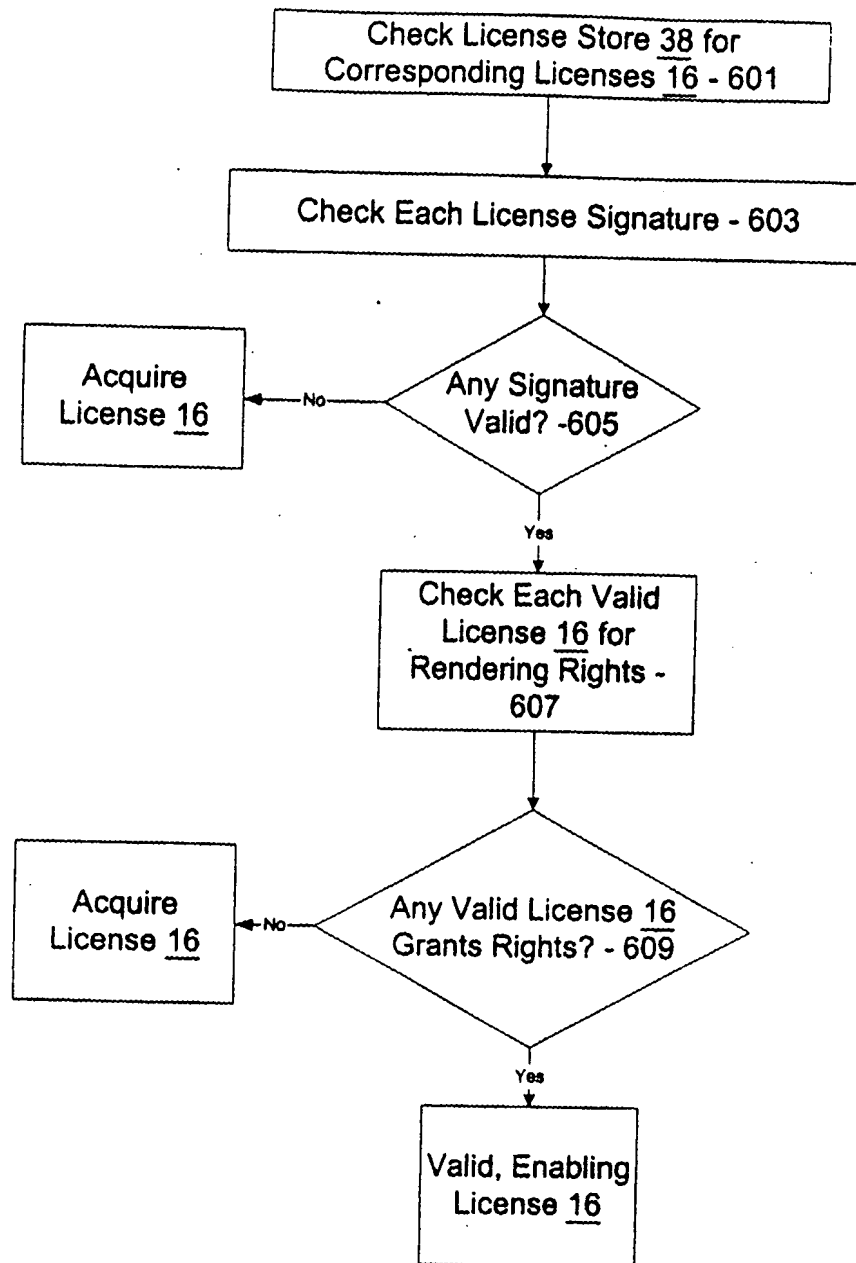 Check License Store 38 for
Corresponding Licenses 16 - 601
Check Each License Signature - 603
Any Signature
Valid? -605
No
Acquire
License 16
Yes
Check Each Valid
License 16 for
Rendering Rights -
607
Any Valid License 16
Grants Rights? - 609
No
Acquire
License 16
Yes
Valid, Enabling
License 16